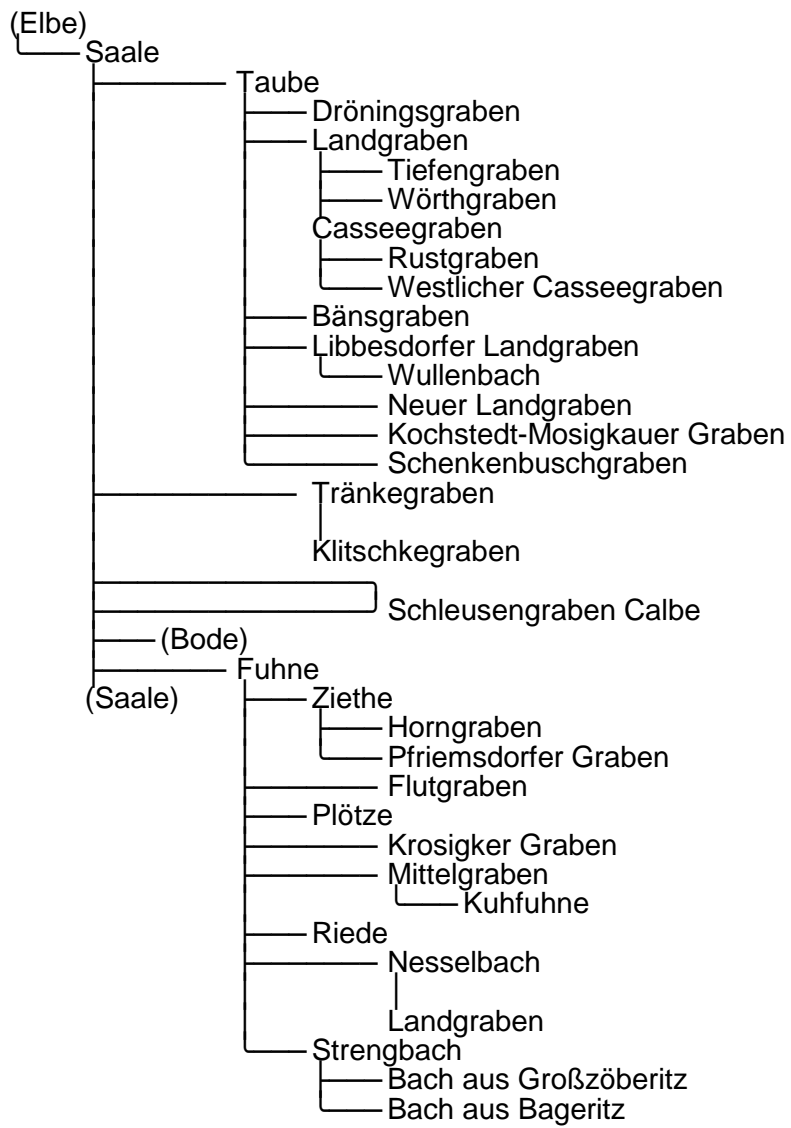 (Elbe)
Saale
Taube
Dröningsgraben
Landgraben
Tiefengraben
Wörthgraben
Casseegraben
Rustgraben
Westlicher Casseegraben
Bänsgraben
Libbesdorfer Landgraben
Wullenbach
Neuer Landgraben
Kochstedt-Mosigkauer Graben
Schenkenbuschgraben
Tränkegraben
Klitschkegraben
Schleusengraben Calbe
(Bode)
Fuhne
(Saale)
Ziethe
Horngraben
Pfriemsdorfer Graben
Flutgraben
Plötze
Krosigker Graben
Mittelgraben
Kuhfuhne
Riede
Nesselbach
Landgraben
Strengbach
Bach aus Großzöberitz
Bach aus Bageritz